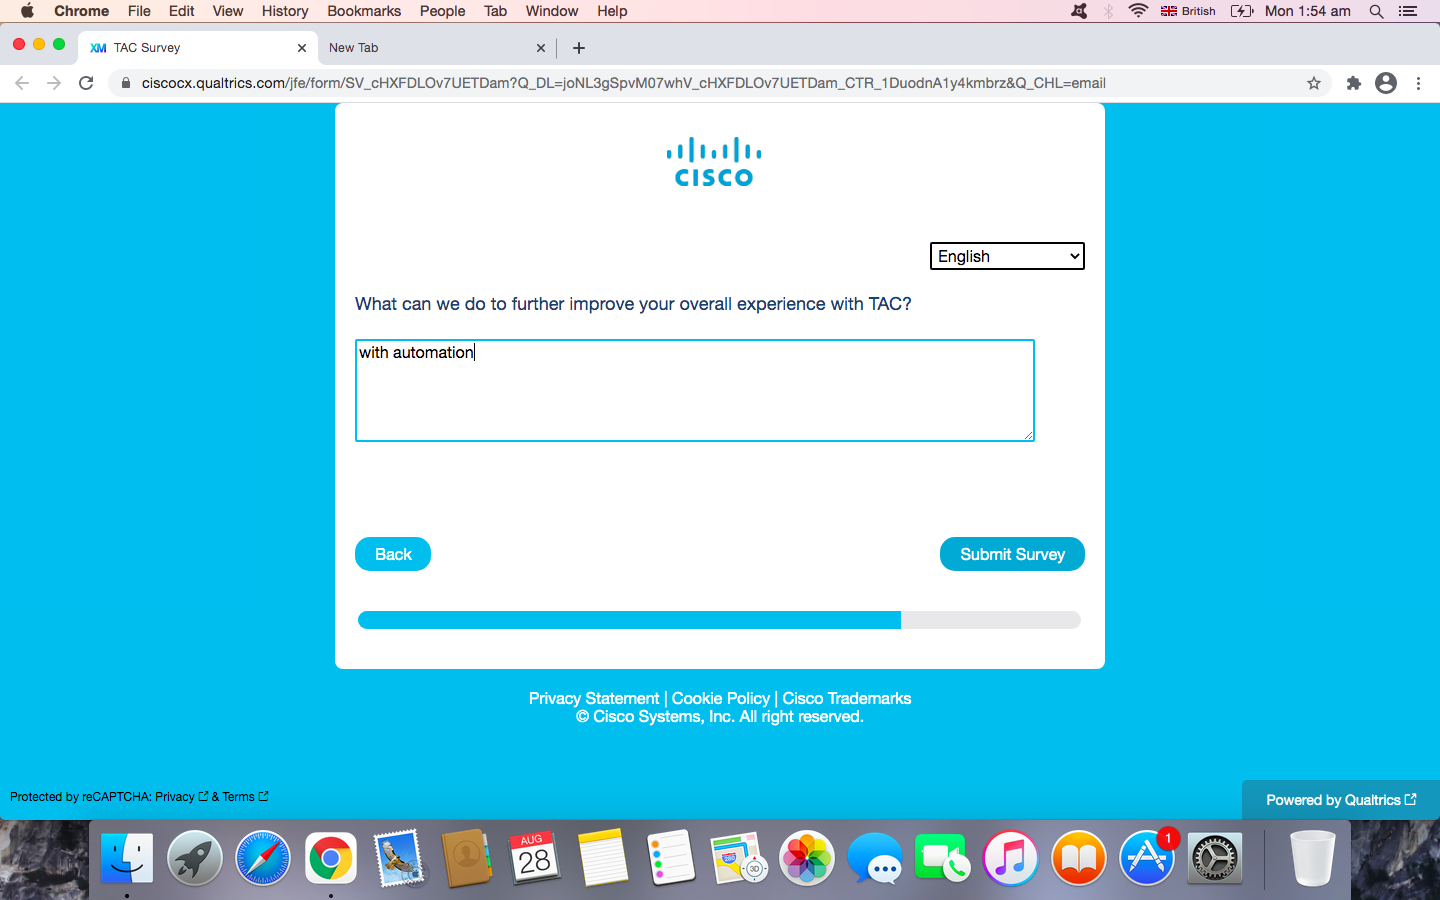 Chrome File Edit View History Bookmarks People Tab Window Help British Mon 1:54 am
XM TAC Survey New Tab
ciscocx.qualtrics.com/jfe/form/SV_cHXFDLOv7UETDam?Q_DL=joNL3gSpvM07whV_cHXFDLOv7UETDam_CTR_1DuodnA1y4kmbrz&Q_CHL=email
CISCO
English
What can we do to further improve your overall experience with TAC?
with automation
Back Submit Survey
Privacy Statement | Cookie Policy | Cisco Trademarks
© Cisco Systems, Inc. All right reserved.
Protected by reCAPTCHA: Privacy & Terms
Powered by Qualtrics
AUG
28
280
3D
1